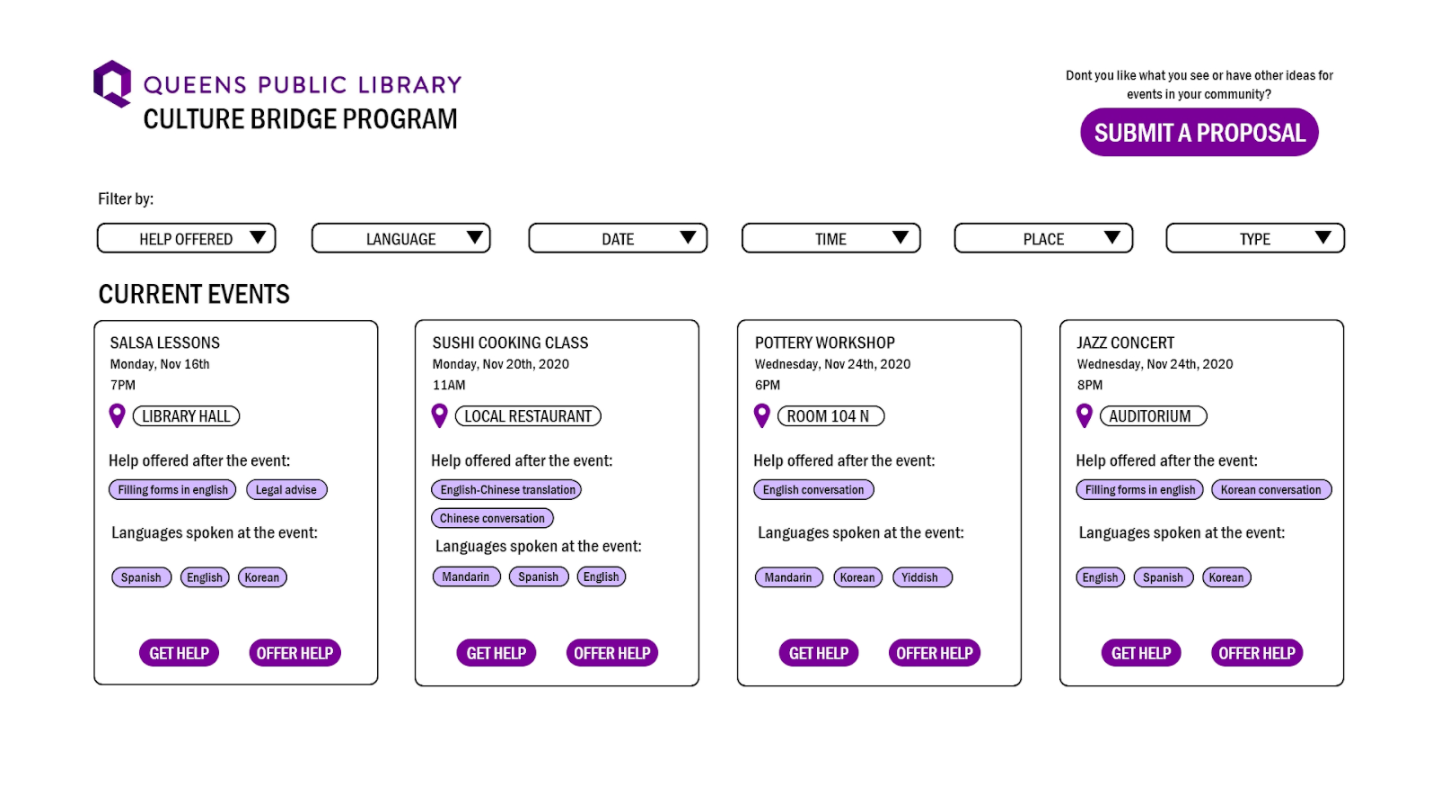 QUEENS PUBLIC LIBRARY
CULTURE BRIDGE PROGRAM
Dont you like what you see or have other ideas for
events in your community?
SUBMIT A PROPOSAL
Filter by:
HELP OFFERED
LANGUAGE
DATE
TIME
PLACE
TYPE
CURRENT EVENTS
SALSA LESSONS
Monday, Nov 16th
7PM
LIBRARY HALL
Help offered after the event:
Filling forms in english
Legal advise
Languages spoken at the event:
Spanish
English
Korean
GET HELP
OFFER HELP
SUSHI COOKING CLASS
Monday, Nov 20th, 2020
11AM
LOCAL RESTAURANT
Help offered after the event:
English-Chinese translation
Chinese conversation
Languages spoken at the event:
Mandarin
Spanish
English
GET HELP
OFFER HELP
POTTERY WORKSHOP
Wednesday, Nov 24th, 2020
6PM
ROOM 104 N
Help offered after the event:
English conversation
Languages spoken at the event:
Mandarin
Korean
Yiddish
GET HELP
OFFER HELP
JAZZ CONCERT
Wednesday, Nov 24th, 2020
8PM
AUDITORIUM
Help offered after the event:
Filling forms in english
Korean conversation
Languages spoken at the event:
English
Spanish
Korean
GET HELP
OFFER HELP